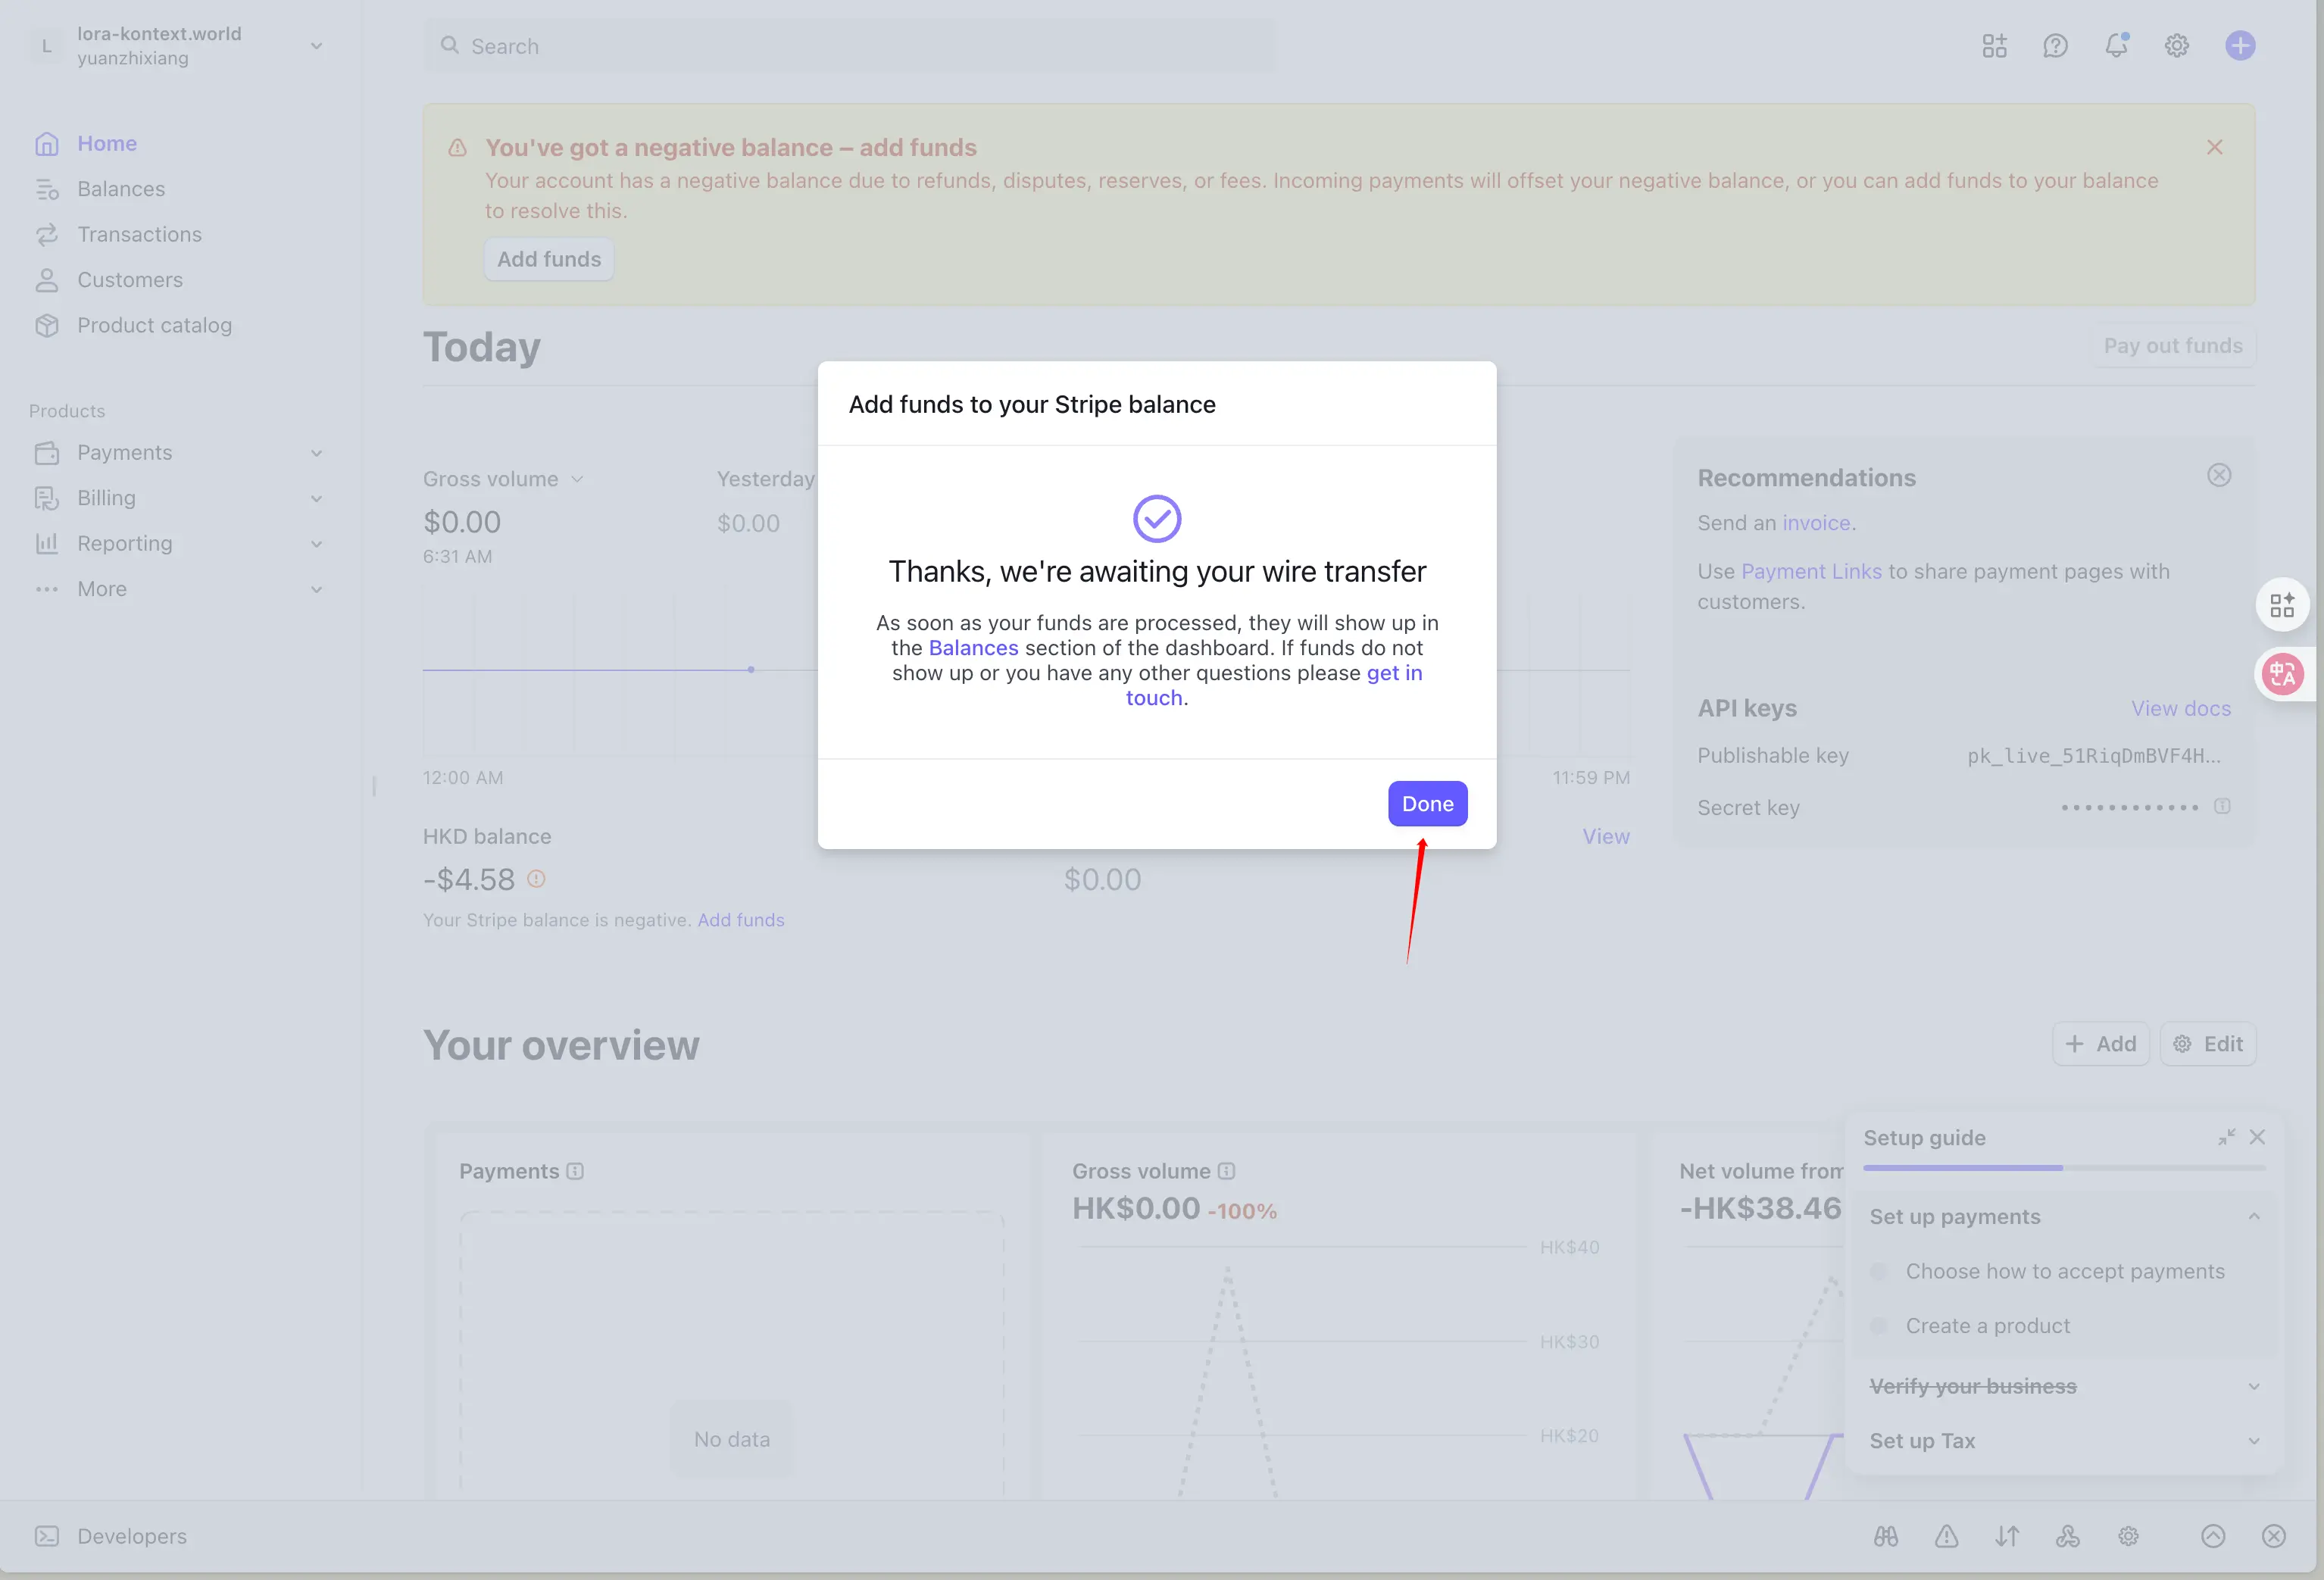 L
lora-kontext.world
yuanzhixiang
Search
Home
Balances
Transactions
Customers
Product catalog
Products
Payments
Billing
Reporting
More
You've got a negative balance – add funds
Your account has a negative balance due to refunds, disputes, reserves, or fees. Incoming payments will offset your negative balance, or you can add funds to your balance
to resolve this.
Add funds
Today
Pay out funds
Gross volume
$0.00
6:31 AM
Yesterday
$0.00
12:00 AM
11:59 PM
HKD balance
-$4.58
Your Stripe balance is negative. Add funds
View
$0.00
Add funds to your Stripe balance
Thanks, we're awaiting your wire transfer
As soon as your funds are processed, they will show up in
the Balances section of the dashboard. If funds do not
show up or you have any other questions please get in
touch.
Done
Recommendations
Send an invoice.
Use Payment Links to share payment pages with
customers.
API keys
View docs
Publishable key
pk_live_51RiqDmBVF4H...
Secret key
••••••••••••
中A
Your overview
+ Add
Edit
Payments
No data
Gross volume
HK$0.00 -100%
HK$40
HK$30
HK$20
Net volume from
-HK$38.46
Setup guide
Set up payments
Choose how to accept payments
Create a product
Verify your business
Set up Tax
Developers